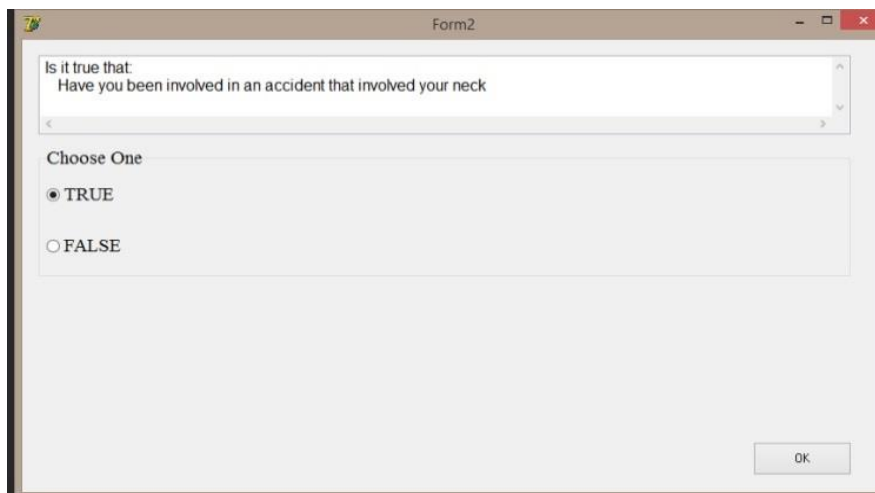 Form2
Is it true that:
Have you been involved in an accident that involved your neck
Choose One
TRUE
FALSE
OK